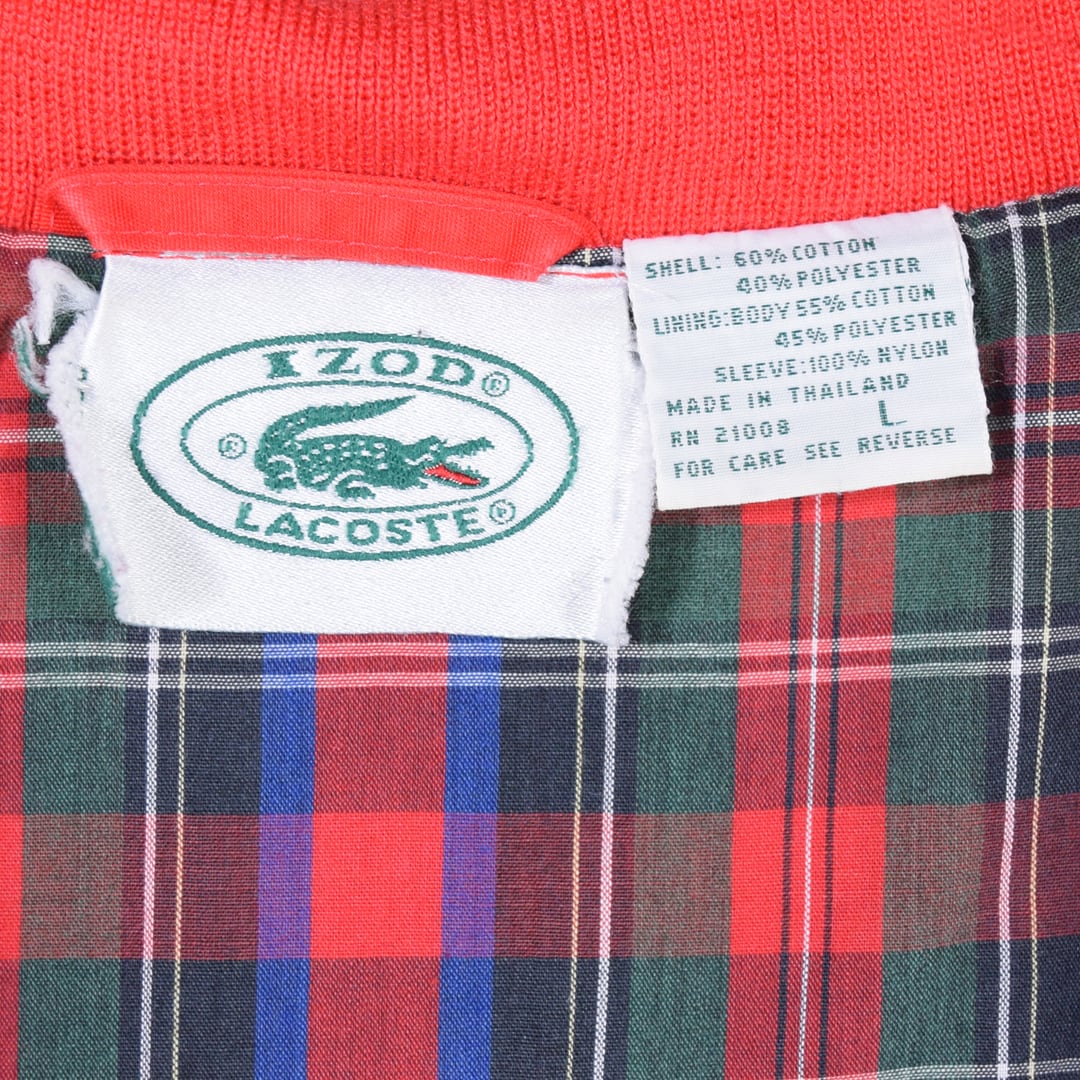 IZOD®
®
LACOSTE®
SHELL: 60% COTTON
40% POLYESTER
LINING:BODY 55% COTTON
45% POLYESTER
SLEEVE:100% NYLON
MADE IN THAILAND
RN 21008 L
FOR CARE SEE REVERSE